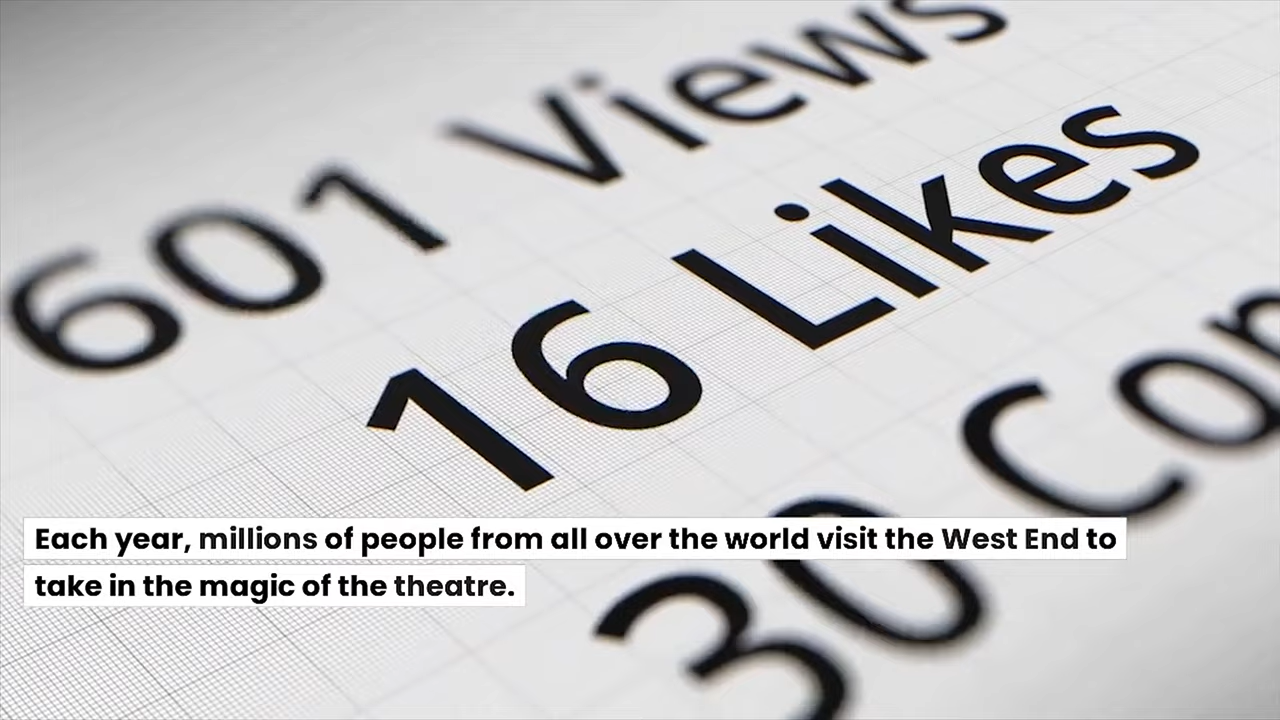 601 Views
16 Likes
30
Each year, millions of people from all over the world visit the West End to
take in the magic of the theatre.